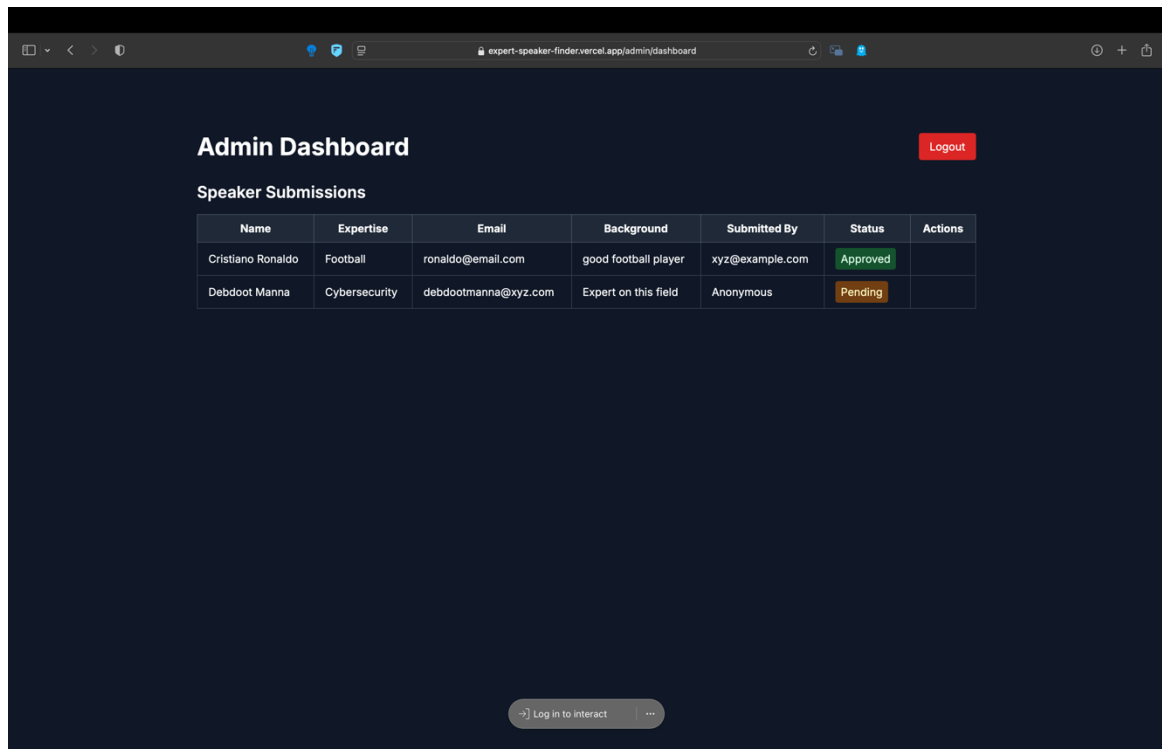 expert-speaker-finder.vercel.app/admin/dashboard
Admin Dashboard
Logout
Speaker Submissions
Name Expertise Email Background Submitted By Status Actions
Cristiano Ronaldo Football ronaldo@email.com good football player xyz@example.com Approved
Debdoot Manna Cybersecurity debdootmanna@xyz.com Expert on this field Anonymous Pending
Log in to interact